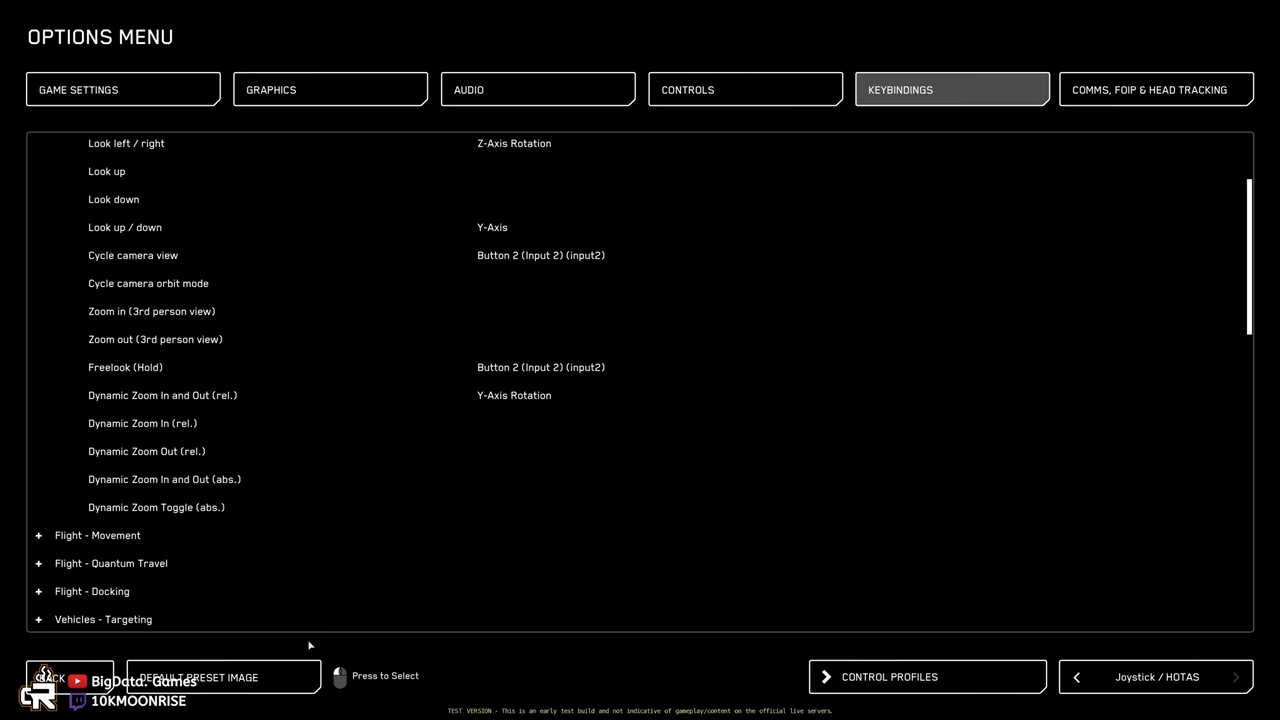 OPTIONS MENU
GAME SETTINGS
GRAPHICS
AUDIO
CONTROLS
KEYBINDINGS
COMMS, FOIP & HEAD TRACKING
Look left / right Z-Axis Rotation
Look up
Look down
Look up / down Y-Axis
Cycle camera view Button 2 (Input 2) (input2)
Cycle camera orbit mode
Zoom in (3rd person view)
Zoom out (3rd person view)
Freelook (Hold) Button 2 (Input 2) (input2)
Dynamic Zoom In and Out (rel.) Y-Axis Rotation
Dynamic Zoom In (rel.)
Dynamic Zoom Out (rel.)
Dynamic Zoom In and Out (abs.)
Dynamic Zoom Toggle (abs.)
+ Flight - Movement
+ Flight - Quantum Travel
+ Flight - Docking
+ Vehicles - Targeting
DEFAULT PRESET IMAGE
Press to Select
CONTROL PROFILES
Joystick / HOTAS
BigData. Games
10KMOONRISE
TEST VERSION - This is an early test build and not indicative of gameplay/content on the official live servers.